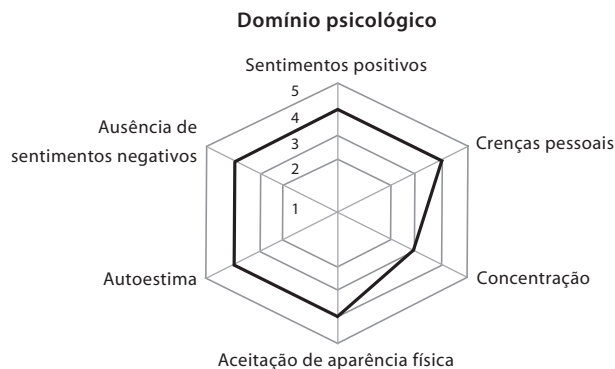 Domínio psicológico
Sentimentos positivos
5
4
3
2
1
Ausência de
sentimentos negativos
Crenças pessoais
Autoestima
Concentração
Aceitação de aparência física